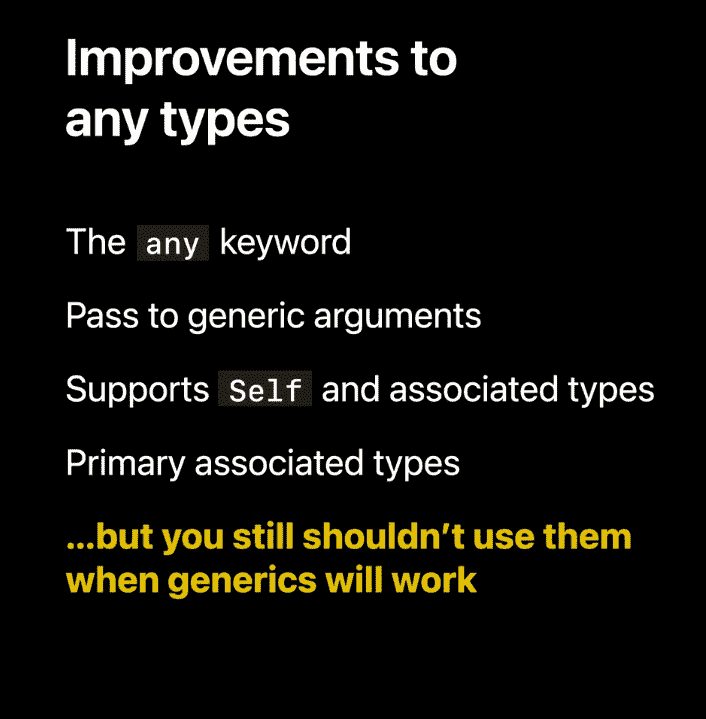 Improvements to
any types
The any keyword
Pass to generic arguments
Supports Self and associated types
Primary associated types
...but you still shouldn’t use them
when generics will work